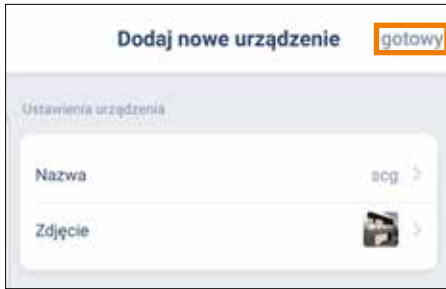 Dodaj nowe urządzenie gotowy
Ustawienia urządzenia
Nazwa scg
Zdjęcie